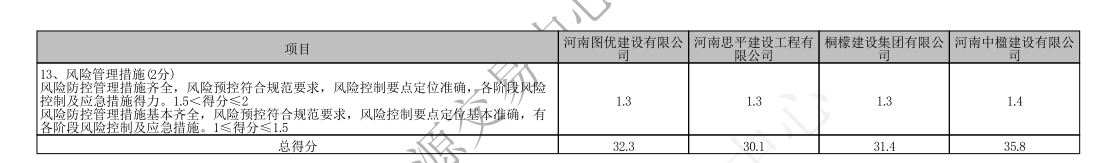 项目
河南图优建设有限公司
河南思平建设工程有限公司
桐檬建设集团有限公司
河南中楹建设有限公司
13、风险管理措施(2分)
风险防控管理措施齐全，风险预控符合规范要求，风险控制要点定位准确，各阶段风险
控制及应急措施得力。1.5＜得分≤2
风险防控管理措施基本齐全，风险预控符合规范要求，风险控制要点定位基本准确，有
各阶段风险控制及应急措施。1≤得分≤1.5
1.3
1.3
1.3
1.4
总得分
32.3
30.1
31.4
35.8
源交易
中心
中心